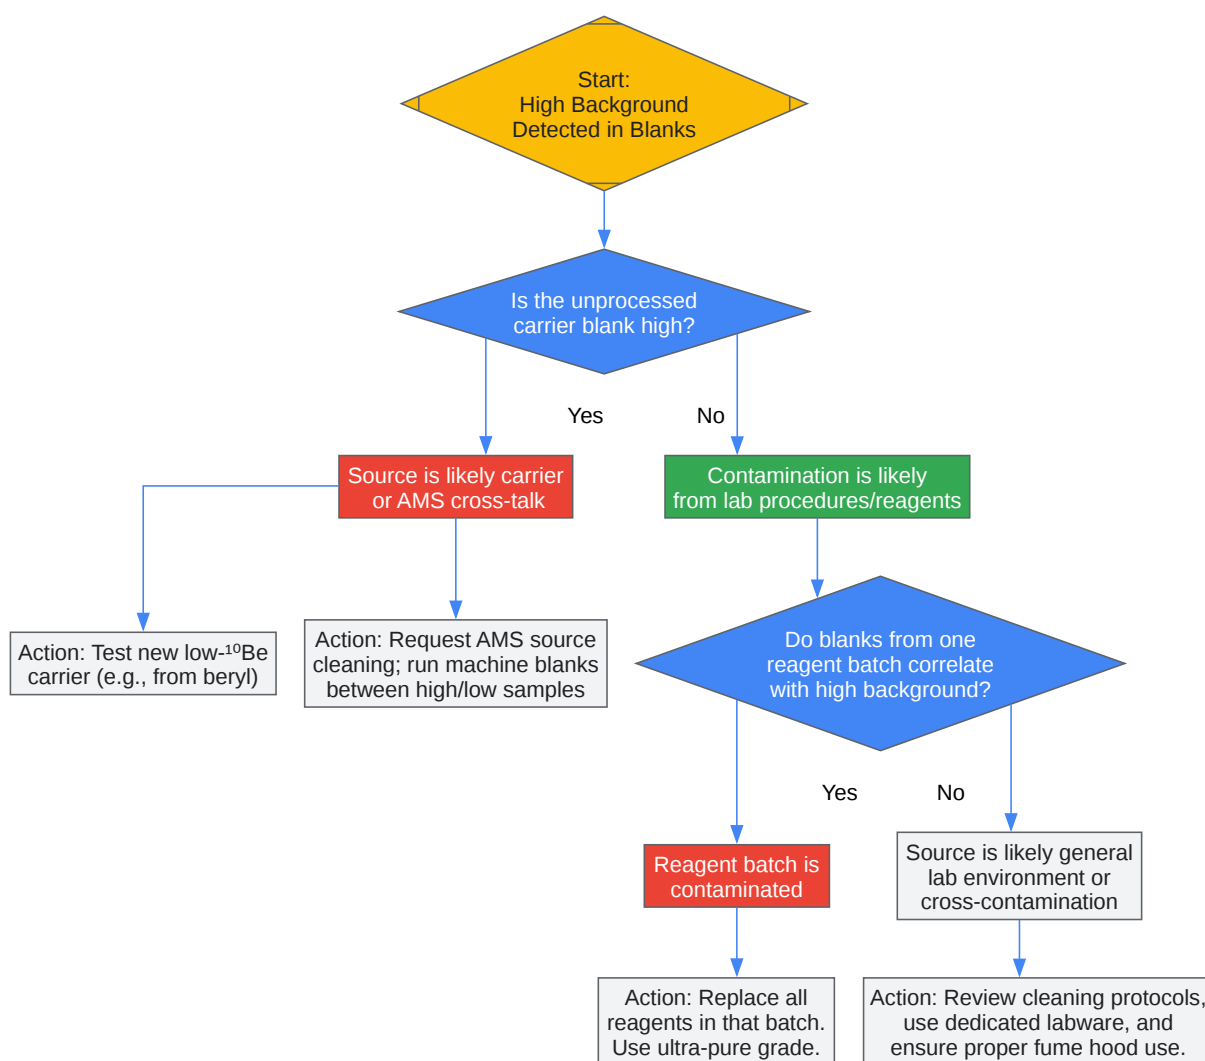 Start:
High Background
Detected in Blanks
Is the unprocessed
carrier blank high?
Yes
No
Source is likely carrier
or AMS cross-talk
Contamination is likely
from lab procedures/reagents
Action: Test new low-¹⁰Be
carrier (e.g., from beryl)
Action: Request AMS source
cleaning; run machine blanks
between high/low samples
Do blanks from one
reagent batch correlate
with high background?
Yes
No
Reagent batch is
contaminated
Source is likely general
lab environment or
cross-contamination
Action: Replace all
reagents in that batch.
Use ultra-pure grade.
Action: Review cleaning protocols,
use dedicated labware, and
ensure proper fume hood use.